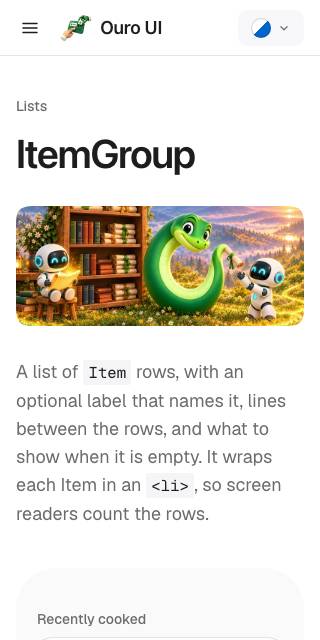 Ouro UI
Lists
ItemGroup
A list of Item rows, with an
optional label that names it, lines
between the rows, and what to
show when it is empty. It wraps
each Item in an <li>, so screen
readers count the rows.
Recently cooked